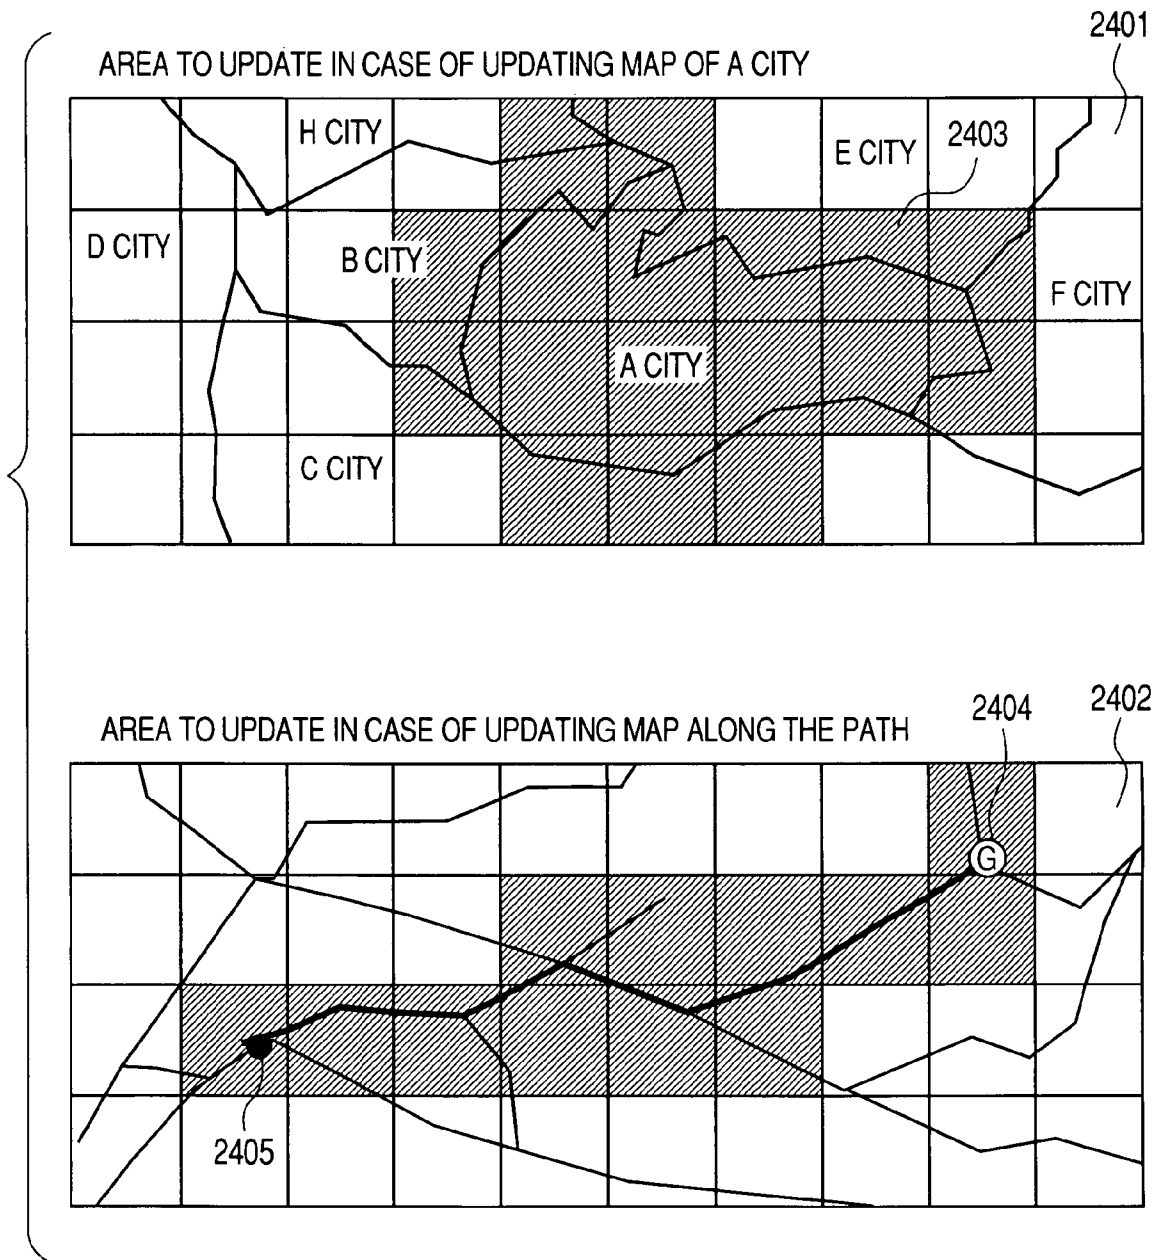 2401
AREA TO UPDATE IN CASE OF UPDATING MAP OF A CITY
H CITY
E CITY
2403
D CITY
B CITY
F CITY
A CITY
C CITY
2404
2402
AREA TO UPDATE IN CASE OF UPDATING MAP ALONG THE PATH
G
2405